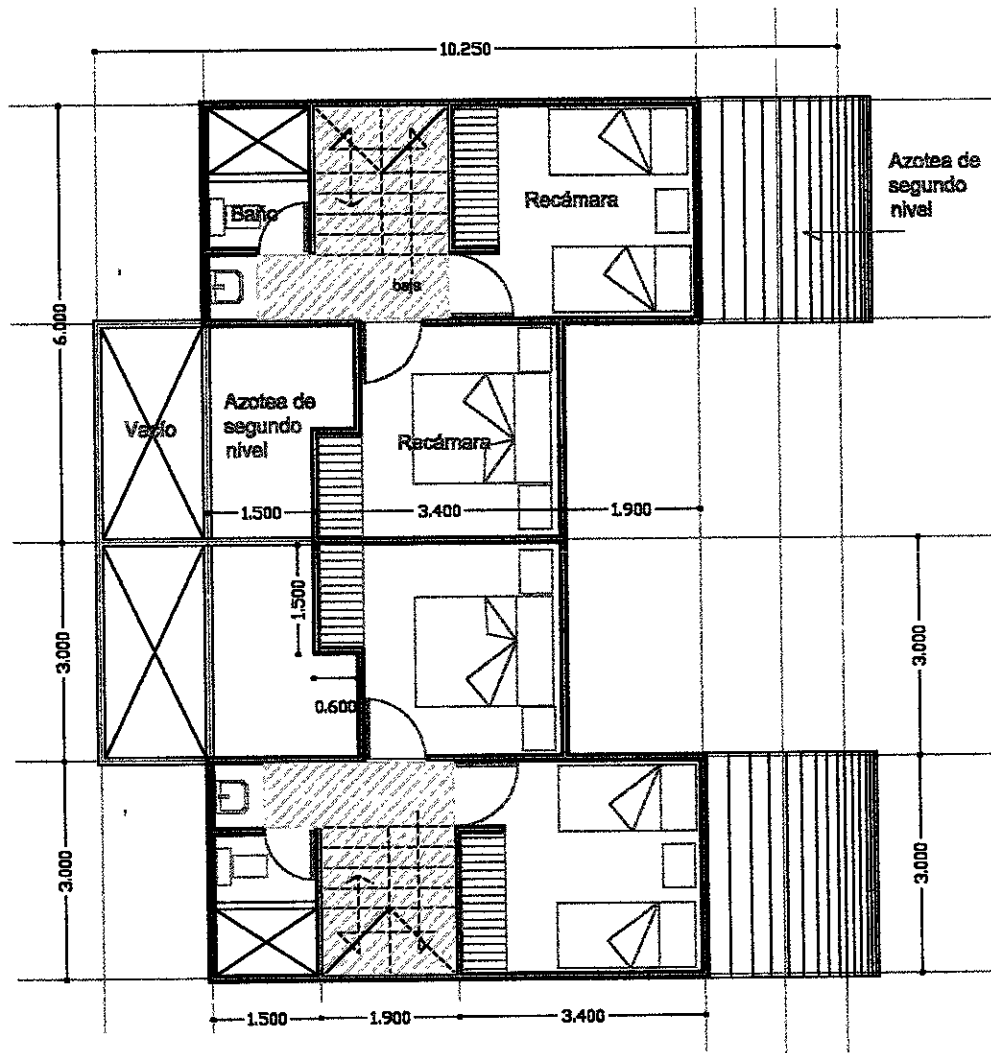 10.250
Azotea de
segundo
nivel
Recámara
Baño
baja
6.000
Azotea de
segundo
nivel
Vacío
Recámara
1.500
3.400
1.900
1.500
3.000
3.000
0.600
3.000
3.000
1.500
1.900
3.400